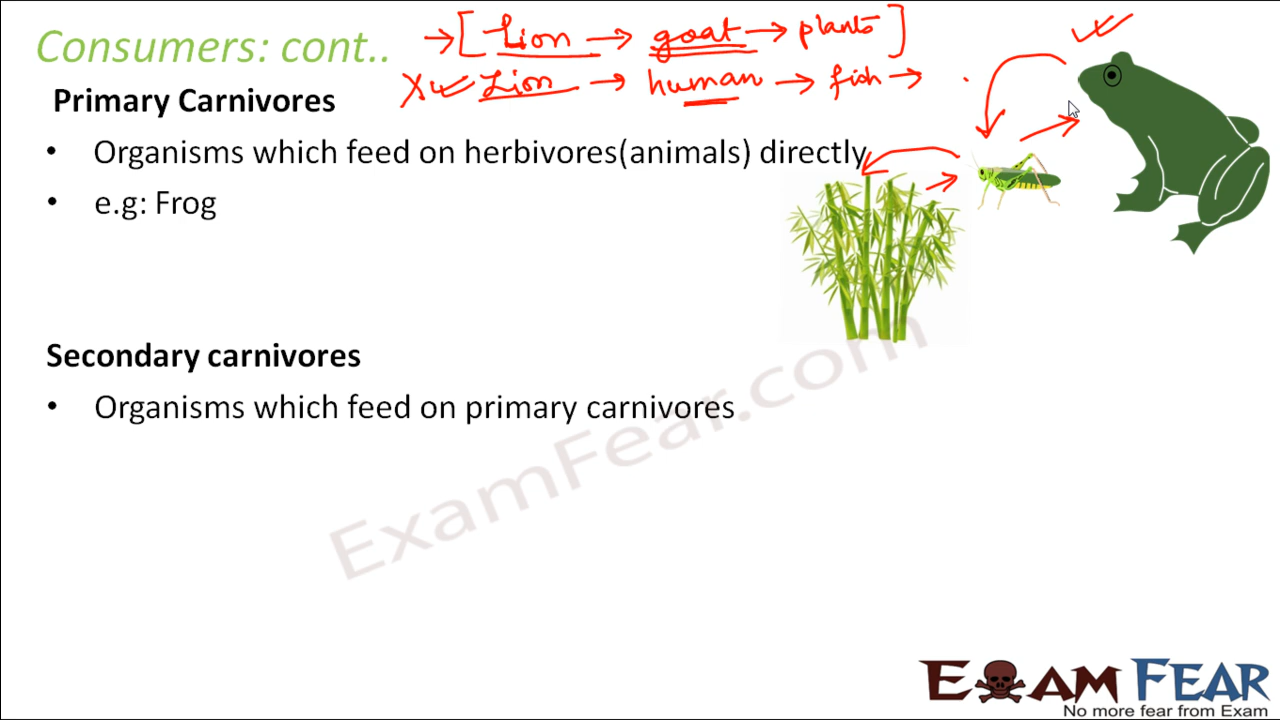 Consumers: cont..
→[Lion → goat → plants]
X✓ Lion → human → fish →
Primary Carnivores
• Organisms which feed on herbivores(animals) directly
• e.g: Frog
Secondary carnivores
• Organisms which feed on primary carnivores
ExamFear.com
EXAM FEAR
No more fear from Exam